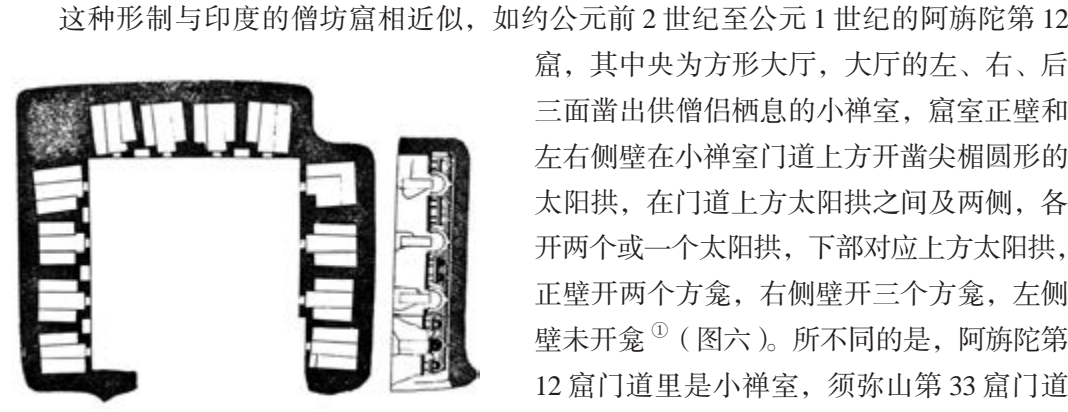 这种形制与印度的僧坊窟相近似，如约公元前 2 世纪至公元 1 世纪的阿旃陀第 12
窟，其中央为方形大厅，大厅的左、右、后
三面凿出供僧侣栖息的小禅室，窟室正壁和
左右侧壁在小禅室门道上方开凿尖楣圆形的
太阳拱，在门道上方太阳拱之间及两侧，各
开两个或一个太阳拱，下部对应上方太阳拱，
正壁开两个方龛，右侧壁开三个方龛，左侧
壁未开龛①（图六）。所不同的是，阿旃陀第
12 窟门道里是小禅室，须弥山第 33 窟门道